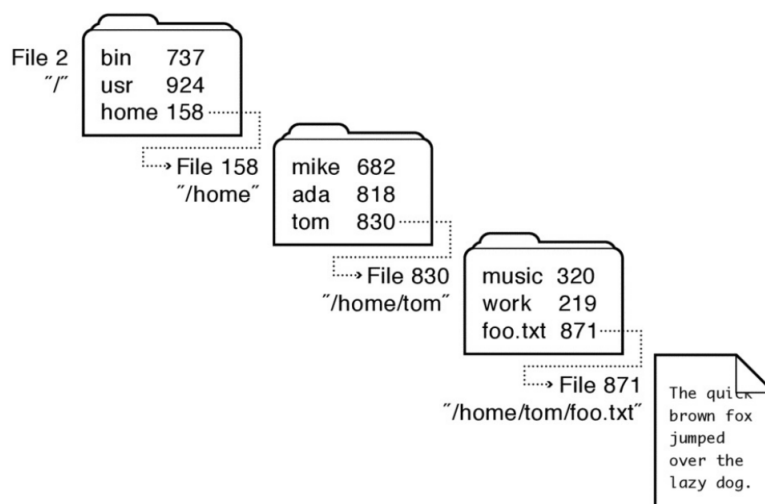 File 2
"/"
bin 737
usr 924
home 158
File 158
"/home"
mike 682
ada 818
tom 830
File 830
"/home/tom"
music 320
work 219
foo.txt 871
File 871
"/home/tom/foo.txt"
The quick
brown fox
jumped
over the
lazy dog.